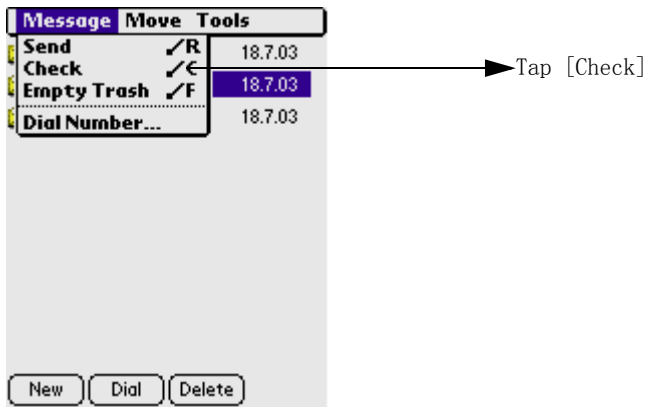 Message Move Tools
Send ⟋R 18.7.03
Check ⟋C Tap [Check]
Empty Trash ⟋F 18.7.03
Dial Number... 18.7.03
New Dial Delete